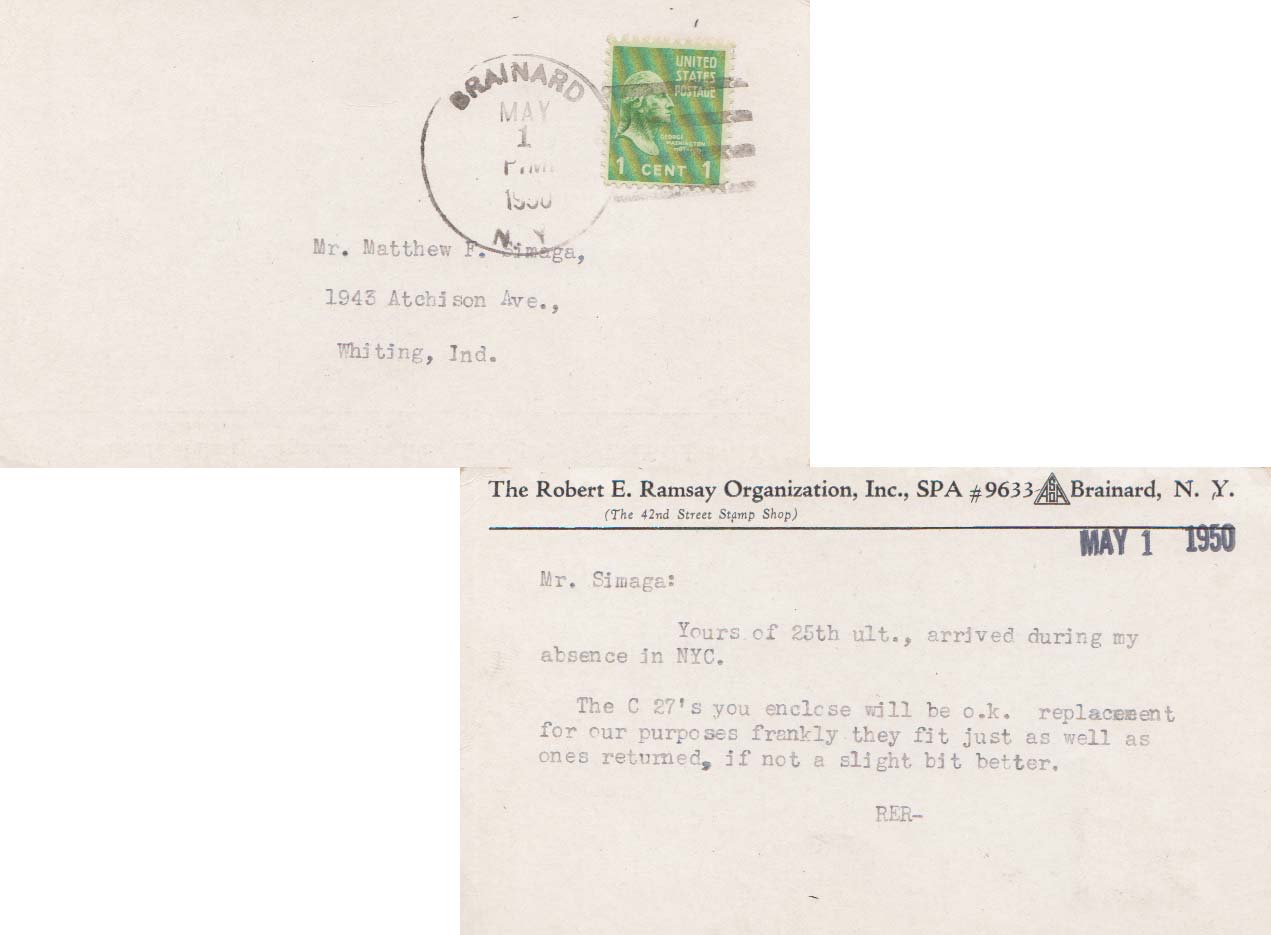 BRAINARD
MAY
1
P.M.
1950
N. Y.
UNITED
STATES
POSTAGE
GEORGE
WASHINGTON
1 CENT 1
Mr. Matthew F. Simaga,
1943 Atchison Ave.,
Whiting, Ind.
The Robert E. Ramsay Organization, Inc., SPA #9633 Brainard, N. Y.
(The 42nd Street Stamp Shop)
MAY 1 1950
Mr. Simaga:
Yours of 25th ult., arrived during my
absence in NYC.
The C 27's you enclose will be o.k. replacement
for our purposes frankly they fit just as well as
ones returned, if not a slight bit better.
RER-